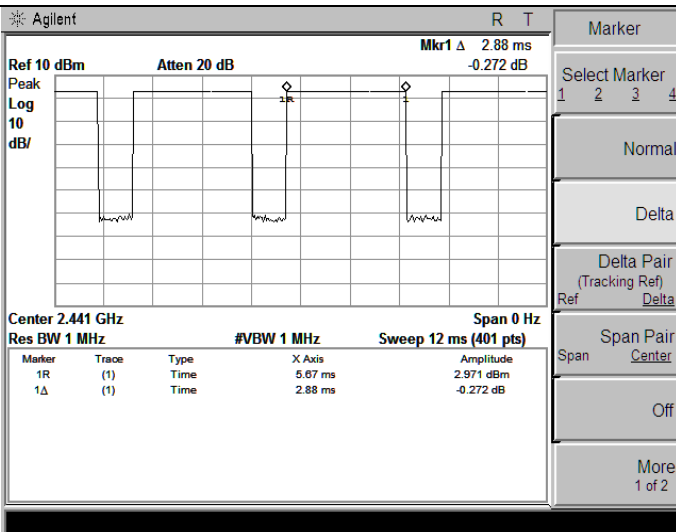 Agilent R T
Mkr1 Δ 2.88 ms
Ref 10 dBm Atten 20 dB -0.272 dB
Peak
Log
10
dB/
1R 1
Center 2.441 GHz Span 0 Hz
Res BW 1 MHz #VBW 1 MHz Sweep 12 ms (401 pts)
Marker Trace Type X Axis Amplitude
1R (1) Time 5.67 ms 2.971 dBm
1Δ (1) Time 2.88 ms -0.272 dB
Marker
Select Marker
1 2 3 4
Normal
Delta
Delta Pair
(Tracking Ref)
Ref Delta
Span Pair
Span Center
Off
More
1 of 2